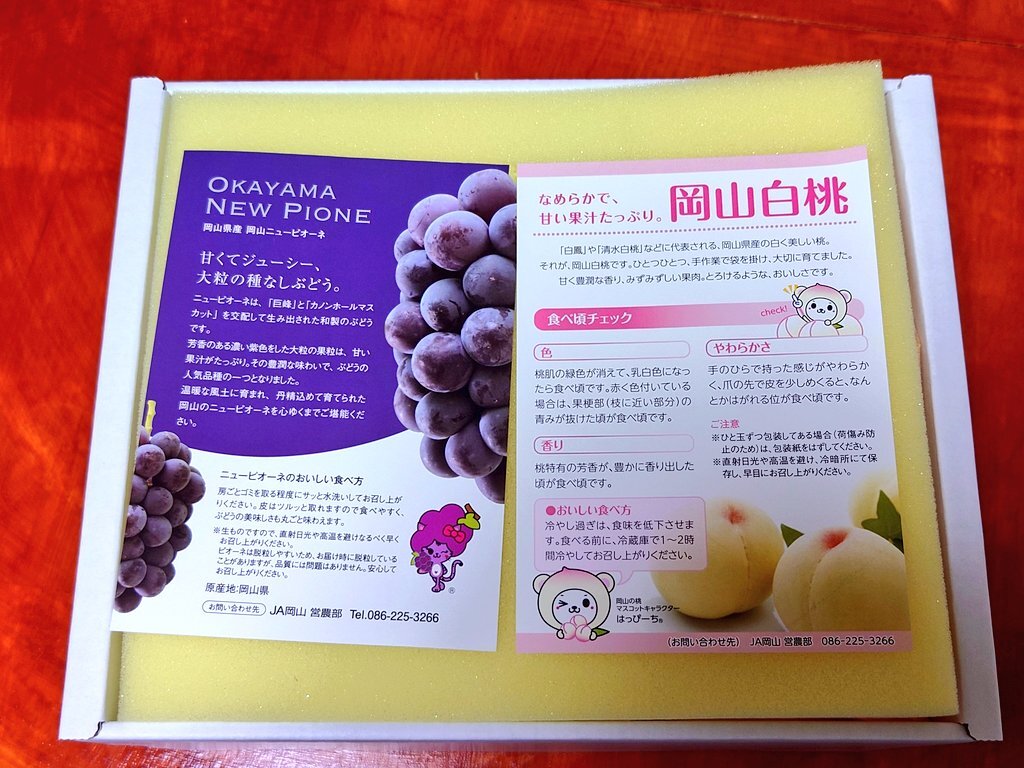 OKAYAMA
NEW PIONE
岡山県産 岡山ニューピオーネ
甘くてジューシー、
大粒の種なしぶどう。
ニューピオーネは、「巨峰」と「カノンホールマス
カット」を交配して生み出された和製のぶどう
です。
芳香のある濃い紫色をした大粒の果粒は、甘い
果汁がたっぷり。その豊潤な味わいで、ぶどうの
人気品種の一つとなりました。
温暖な風土に育まれ、丹精込めて育てられた
岡山のニューピオーネを心ゆくまでご堪能くだ
さい。
ニューピオーネのおいしい食べ方
房ごとゴミを取る程度にサッと水洗いしてお召し上が
りください。皮はツルッと取れますので食べやすく、
ぶどうの美味しさも丸ごと味わえます。
※生ものですので、直射日光や高温を避けなるべく早く
お召し上がりください。
ピオーネは脱粒しやすいため、お届け時に脱粒している
ことがありますが、品質には問題はありません。安心して
お召し上がりください。
®
原産地:岡山県
お問い合わせ先 JA岡山 営農部 Tel.086-225-3266
なめらかで、
甘い果汁たっぷり。
岡山白桃
「白鳳」や「清水白桃」などに代表される、岡山県産の白く美しい桃。
それが、岡山白桃です。ひとつひとつ、手作業で袋を掛け、大切に育てました。
甘く豊潤な香り、みずみずしい果肉。とろけるような、おいしさです。
食べ頃チェック
check!
色
桃肌の緑色が消えて、乳白色になっ
たら食べ頃です。赤く色付いている
場合は、果梗部(枝に近い部分)の
青みが抜けた頃が食べ頃です。
香り
桃特有の芳香が、豊かに香り出した
頃が食べ頃です。
やわらかさ
手のひらで持った感じがやわらか
く、爪の先で皮を少しめくると、なん
とかはがれる位が食べ頃です。
ご注意
※ひと玉ずつ包装してある場合(荷傷み防
止のため)は、包装紙をはずしてください。
※直射日光や高温を避け、冷暗所にて保
存し、早目にお召し上がりください。
●おいしい食べ方
冷やし過ぎは、食味を低下させま
す。食べる前に、冷蔵庫で1〜2時
間冷やしてお召し上がりください。
岡山の桃
マスコットキャラクター
はっぴーち®
(お問い合わせ先) JA岡山 営農部 086-225-3266